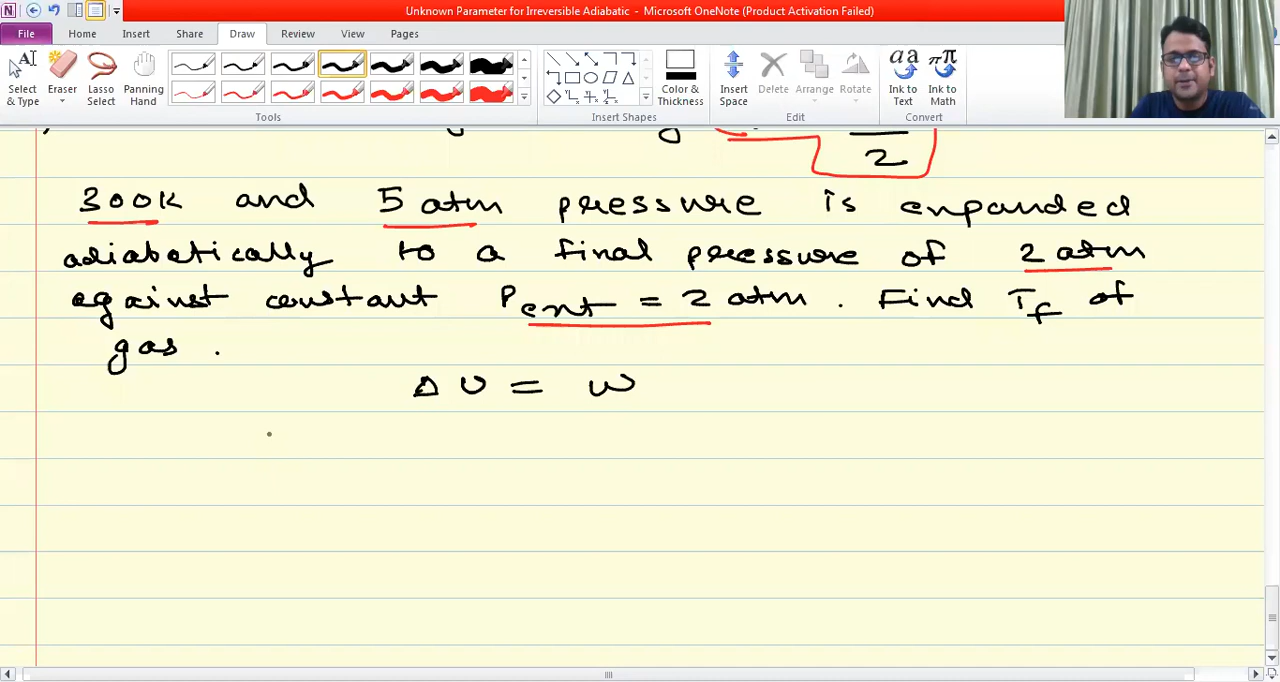 Unknown Parameter for Irreversible Adiabatic - Microsoft OneNote (Product Activation Failed)
File Home Insert Share Draw Review View Pages
Select & Type Eraser Lasso Select Panning Hand Color & Thickness Insert Space Delete Arrange Rotate Ink to Text Ink to Math
Tools Insert Shapes Edit Convert
2
300K and 5 atm pressure is expanded
adiabatically to a final pressure of 2 atm
against constant Pext = 2 atm . Find Tf of
gas .
Δ U = W